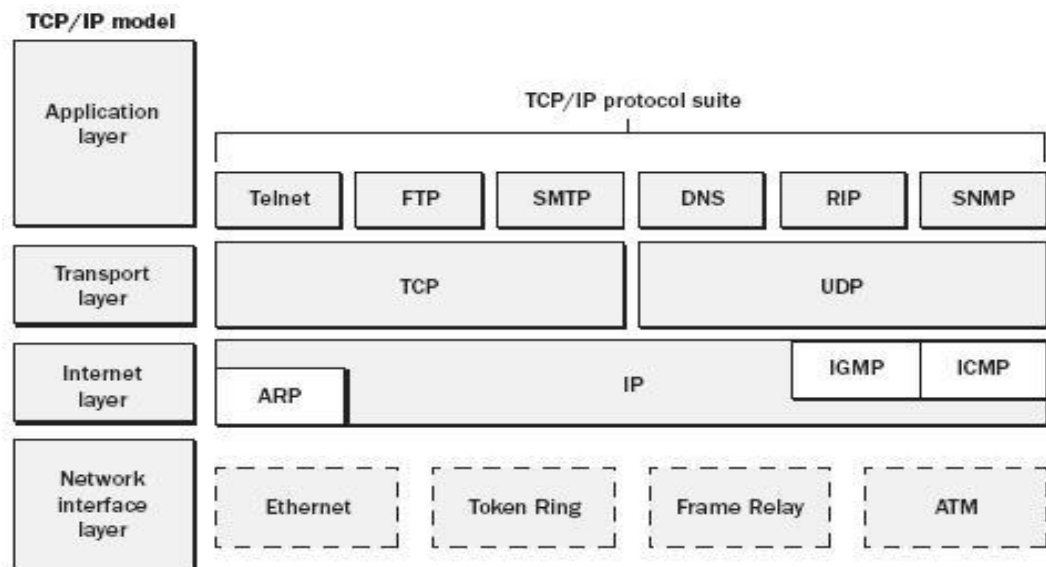 TCP/IP model
Application
layer
TCP/IP protocol suite
Telnet
FTP
SMTP
DNS
RIP
SNMP
Transport
layer
TCP
UDP
Internet
layer
ARP
IP
IGMP
ICMP
Network
interface
layer
Ethernet
Token Ring
Frame Relay
ATM